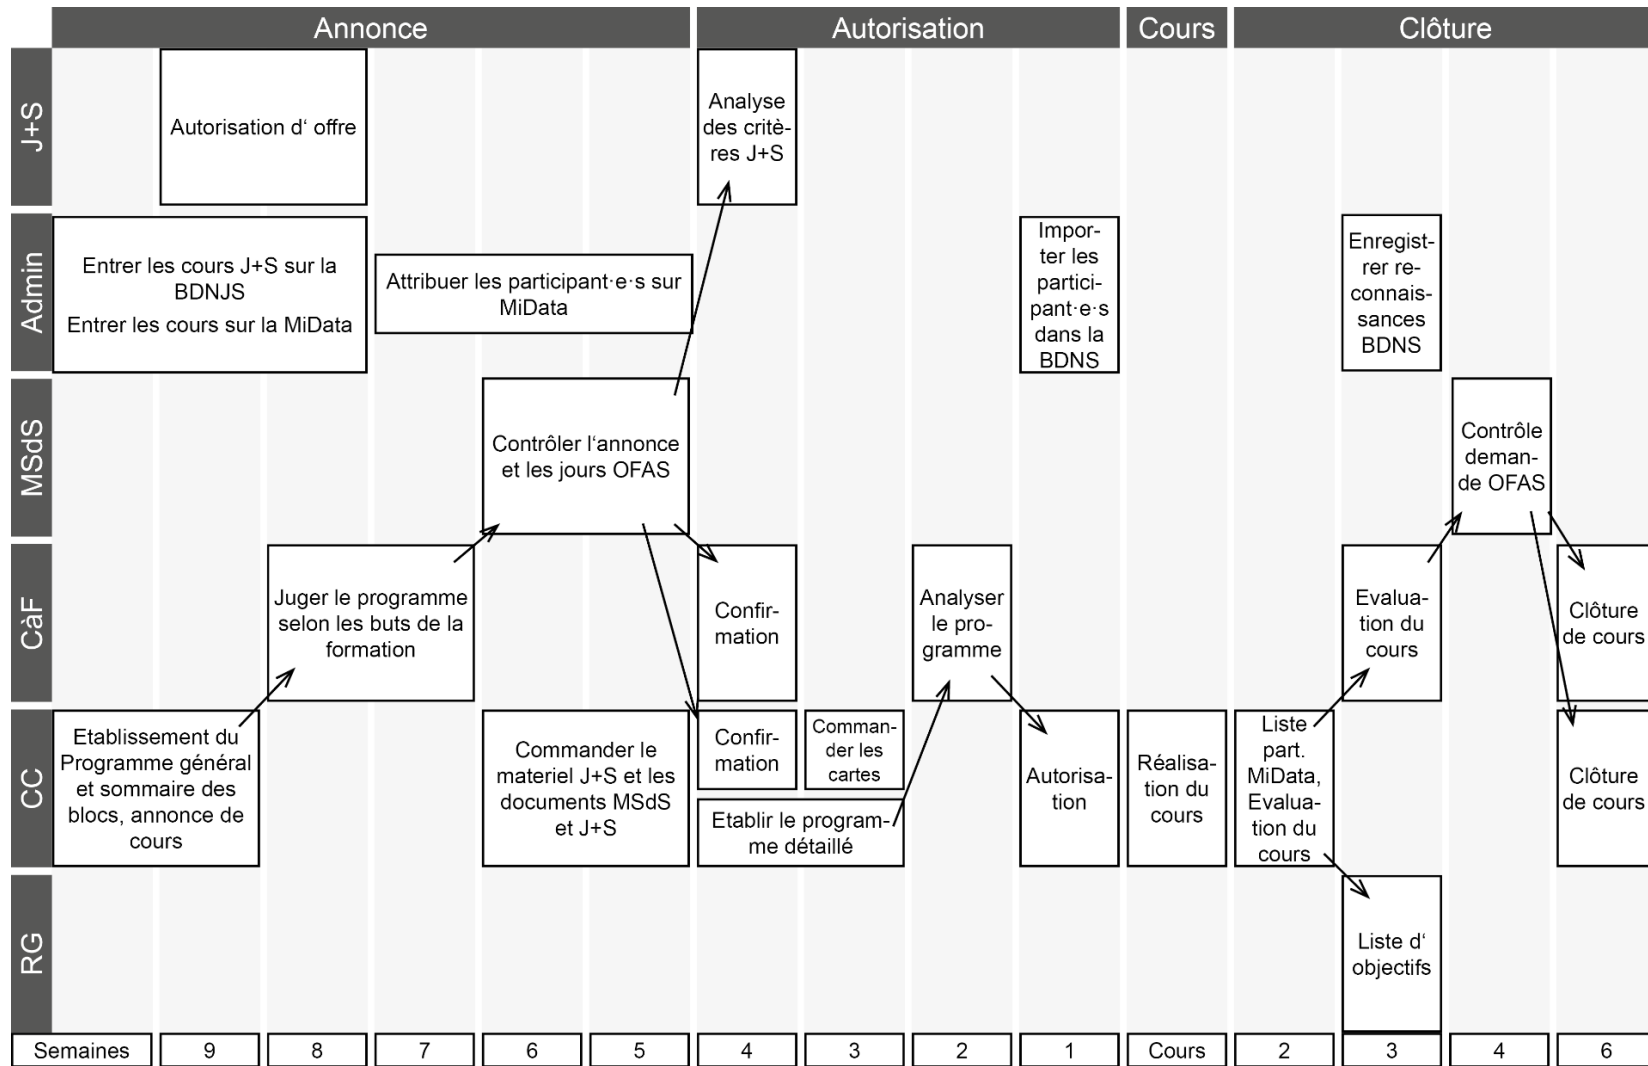 Annonce
Autorisation
Cours
Clôture
J+S
Autorisation d‘ offre
Analyse
des critè-
res J+S
Admin
Entrer les cours J+S sur la
BDNJS
Entrer les cours sur la MiData
Attribuer les participant·e·s sur
MiData
Impor-
ter les
partici-
pant·e·s
dans la
BDNS
Enregist-
rer re-
connais-
sances
BDNS
MSdS
Contrôler l‘annonce
et les jours OFAS
Contrôle
deman-
de OFAS
CàF
Juger le programme
selon les buts de la
formation
Confir-
mation
Analyser
le pro-
gramme
Evalua-
tion du
cours
Clôture
de cours
CC
Etablissement du
Programme général
et sommaire des
blocs, annonce de
cours
Commander le
materiel J+S et les
documents MSdS
et J+S
Confir-
mation
Comman-
der les
cartes
Etablir le program-
me détaillé
Autorisa-
tion
Réalisa-
tion du
cours
Liste
part.
MiData,
Evalua-
tion du
cours
Clôture
de cours
RG
Liste d‘
objectifs
Semaines
9
8
7
6
5
4
3
2
1
Cours
2
3
4
6